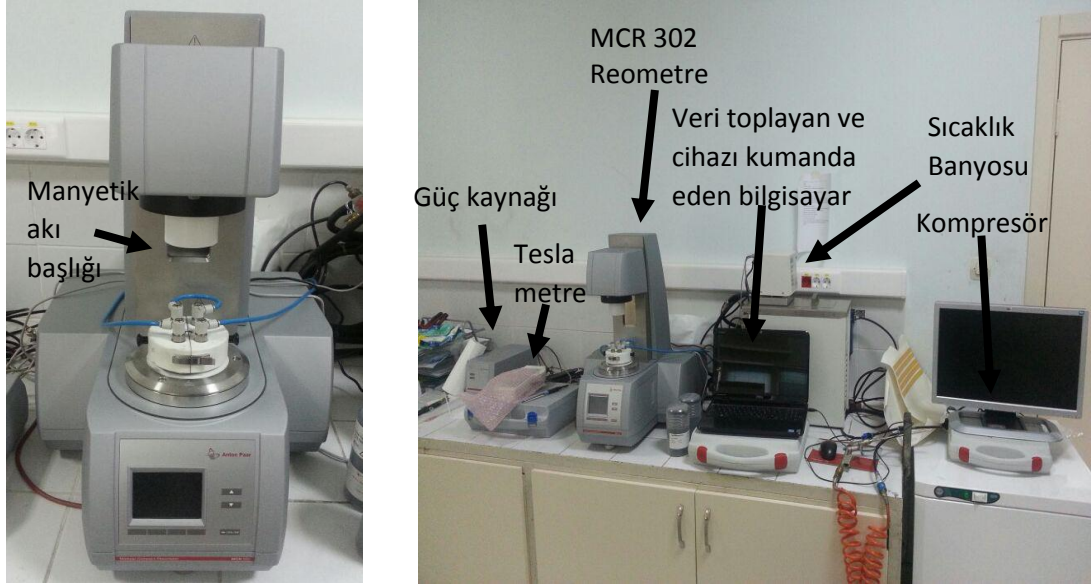 Manyetik
akı
başlığı
Anton Paar
MCR 302
Reometre
Veri toplayan ve
cihazı kumanda
eden bilgisayar
Sıcaklık
Banyosu
Güç kaynağı
Tesla
metre
Kompresör